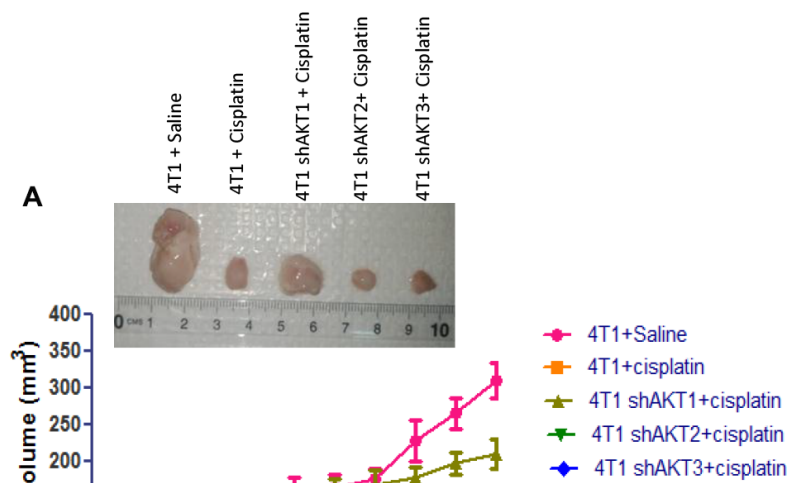 4T1 + Saline
4T1 + Cisplatin
4T1 shAKT1 + Cisplatin
4T1 shAKT2+ Cisplatin
4T1 shAKT3+ Cisplatin
A
0 CMS 1 2 3 4 5 6 7 8 9 10
400
350
300
250
200
olume (mm³)
4T1+Saline
4T1+cisplatin
4T1 shAKT1+cisplatin
4T1 shAKT2+cisplatin
4T1 shAKT3+cisplatin